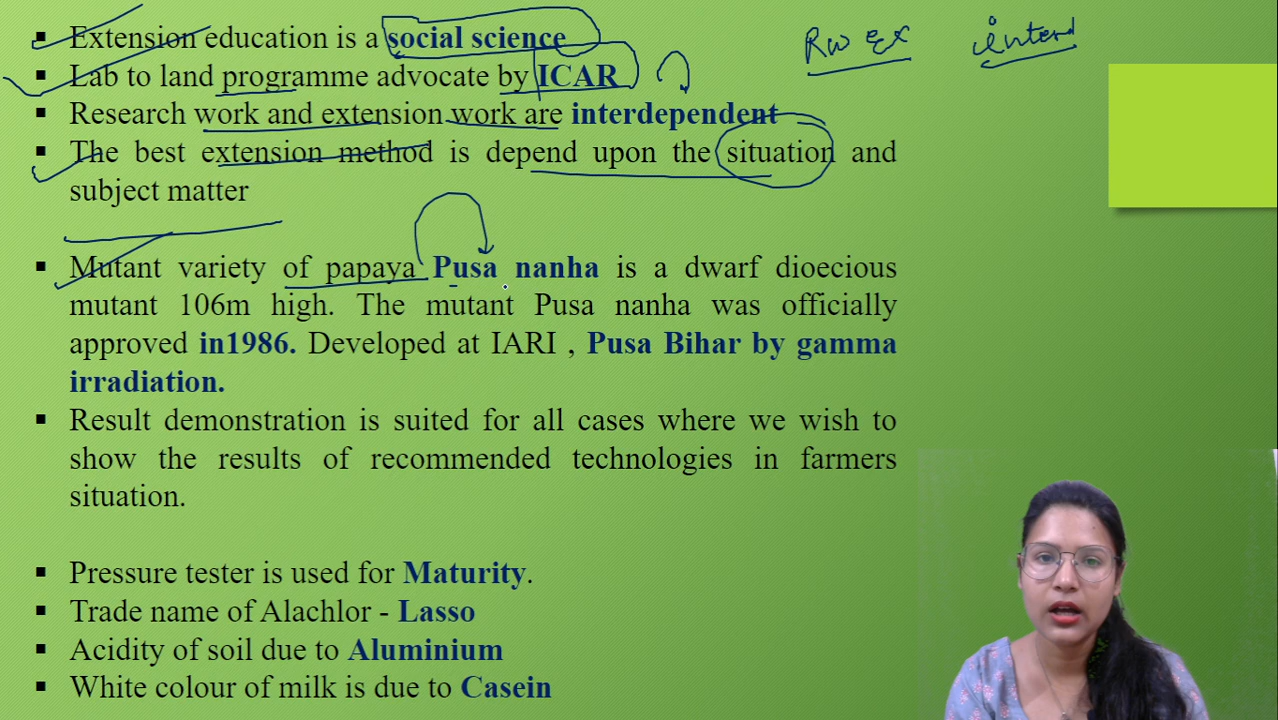 ▪ Extension education is a social science
Rw Ex interd
▪ Lab to land programme advocate by ICAR
▪ Research work and extension work are interdependent
▪ The best extension method is depend upon the situation and
subject matter
▪ Mutant variety of papaya Pusa nanha is a dwarf dioecious
mutant 106m high. The mutant Pusa nanha was officially
approved in1986. Developed at IARI , Pusa Bihar by gamma
irradiation.
▪ Result demonstration is suited for all cases where we wish to
show the results of recommended technologies in farmers
situation.
▪ Pressure tester is used for Maturity.
▪ Trade name of Alachlor - Lasso
▪ Acidity of soil due to Aluminium
▪ White colour of milk is due to Casein